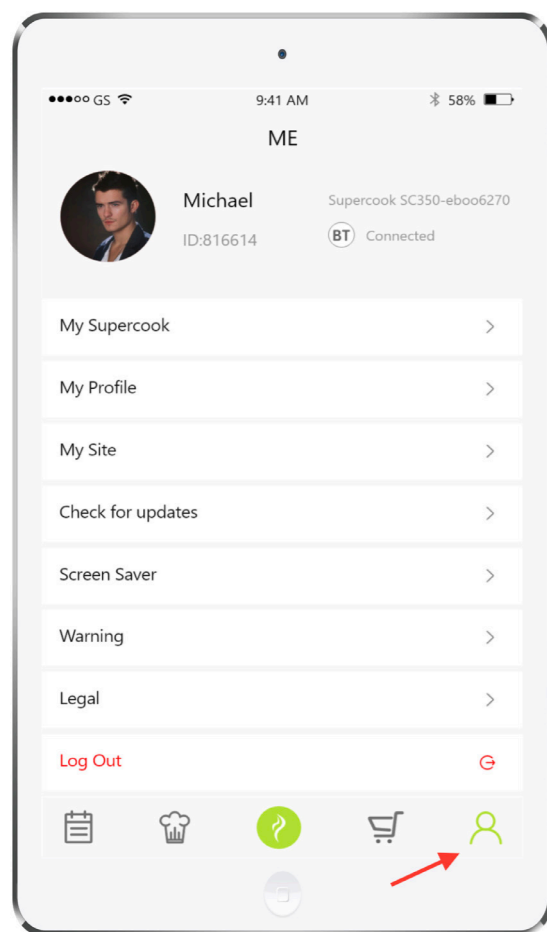 GS 9:41 AM 58%
ME
Michael Supercook SC350-eboo6270
ID:816614 BT Connected
My Supercook
My Profile
My Site
Check for updates
Screen Saver
Warning
Legal
Log Out